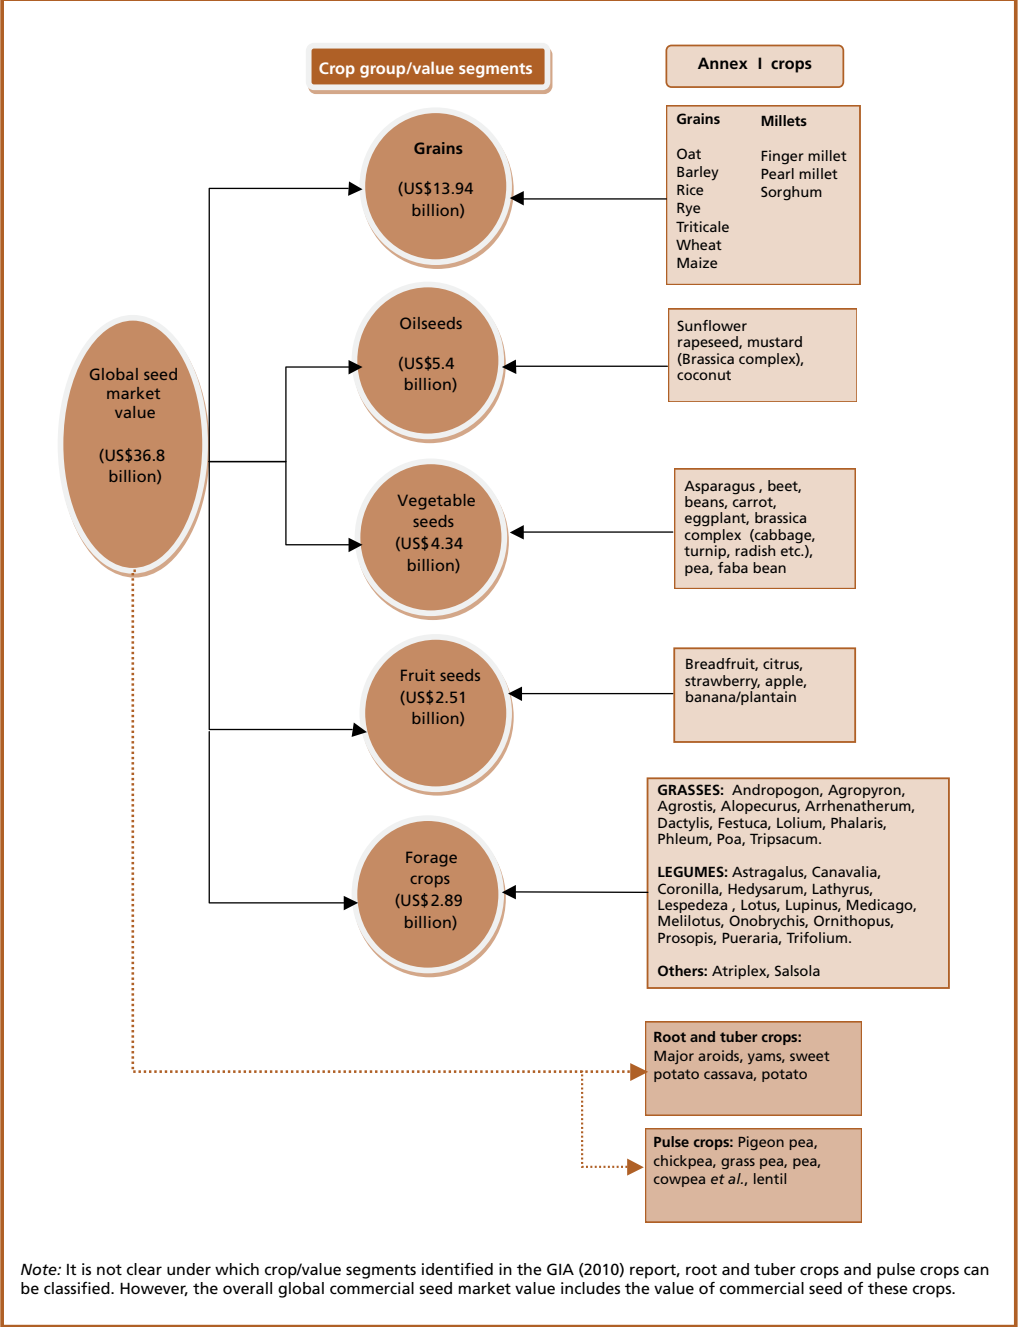 Crop group/value segments
Annex I crops
Grains
(US$13.94
billion)
Grains
Oat
Barley
Rice
Rye
Triticale
Wheat
Maize
Millets
Finger millet
Pearl millet
Sorghum
Oilseeds
(US$5.4
billion)
Sunflower
rapeseed, mustard
(Brassica complex),
coconut
Global seed
market
value
(US$36.8
billion)
Vegetable
seeds
(US$4.34
billion)
Asparagus , beet,
beans, carrot,
eggplant, brassica
complex (cabbage,
turnip, radish etc.),
pea, faba bean
Fruit seeds
(US$2.51
billion)
Breadfruit, citrus,
strawberry, apple,
banana/plantain
Forage
crops
(US$2.89
billion)
GRASSES: Andropogon, Agropyron,
Agrostis, Alopecurus, Arrhenatherum,
Dactylis, Festuca, Lolium, Phalaris,
Phleum, Poa, Tripsacum.
LEGUMES: Astragalus, Canavalia,
Coronilla, Hedysarum, Lathyrus,
Lespedeza , Lotus, Lupinus, Medicago,
Melilotus, Onobrychis, Ornithopus,
Prosopis, Pueraria, Trifolium.
Others: Atriplex, Salsola
Root and tuber crops:
Major aroids, yams, sweet
potato cassava, potato
Pulse crops: Pigeon pea,
chickpea, grass pea, pea,
cowpea et al., lentil
Note: It is not clear under which crop/value segments identified in the GIA (2010) report, root and tuber crops and pulse crops can
be classified. However, the overall global commercial seed market value includes the value of commercial seed of these crops.